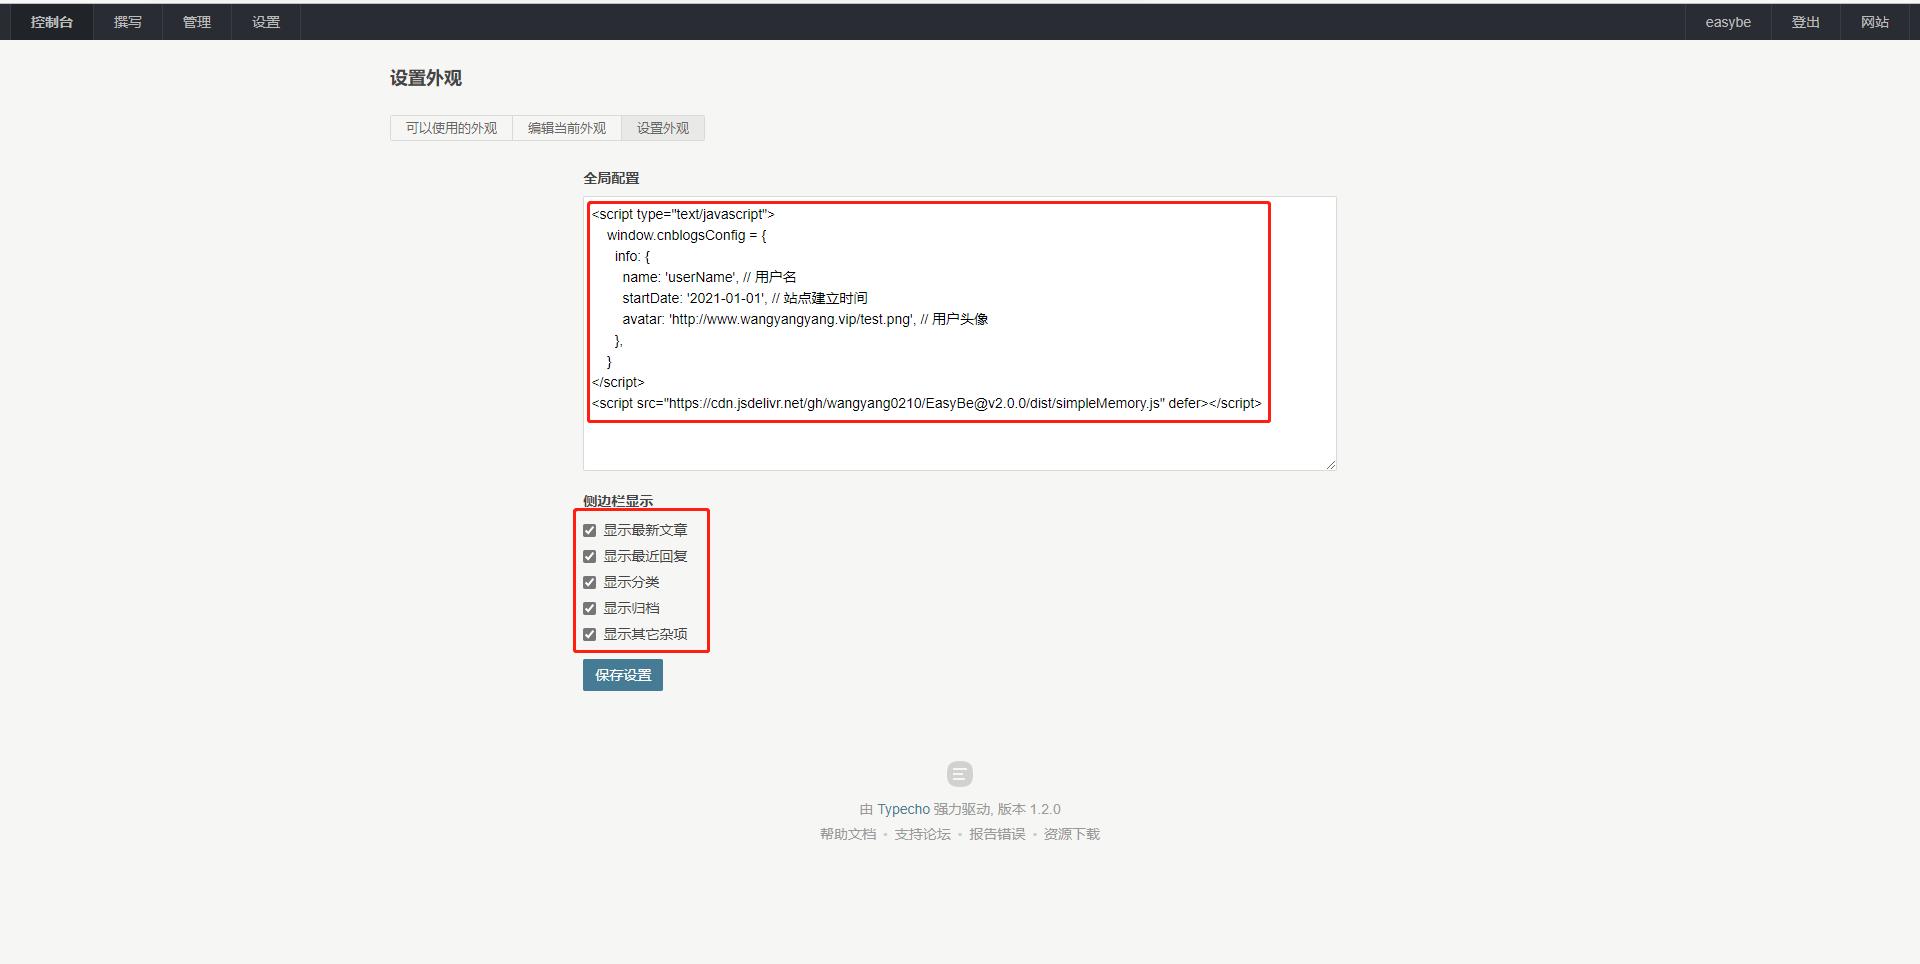 控制台 撰写 管理 设置 easybe 登出 网站
设置外观
可以使用的外观 编辑当前外观 设置外观
全局配置
<script type="text/javascript">
window.cnblogsConfig = {
info: {
name: 'userName', // 用户名
startDate: '2021-01-01', // 站点建立时间
avatar: 'http://www.wangyangyang.vip/test.png', // 用户头像
},
}
</script>
<script src="https://cdn.jsdelivr.net/gh/wangyang0210/EasyBe@v2.0.0/dist/simpleMemory.js" defer></script>
侧边栏显示
显示最新文章
显示最近回复
显示分类
显示归档
显示其它杂项
保存设置
由 Typecho 强力驱动, 版本 1.2.0
帮助文档 • 支持论坛 • 报告错误 • 资源下载